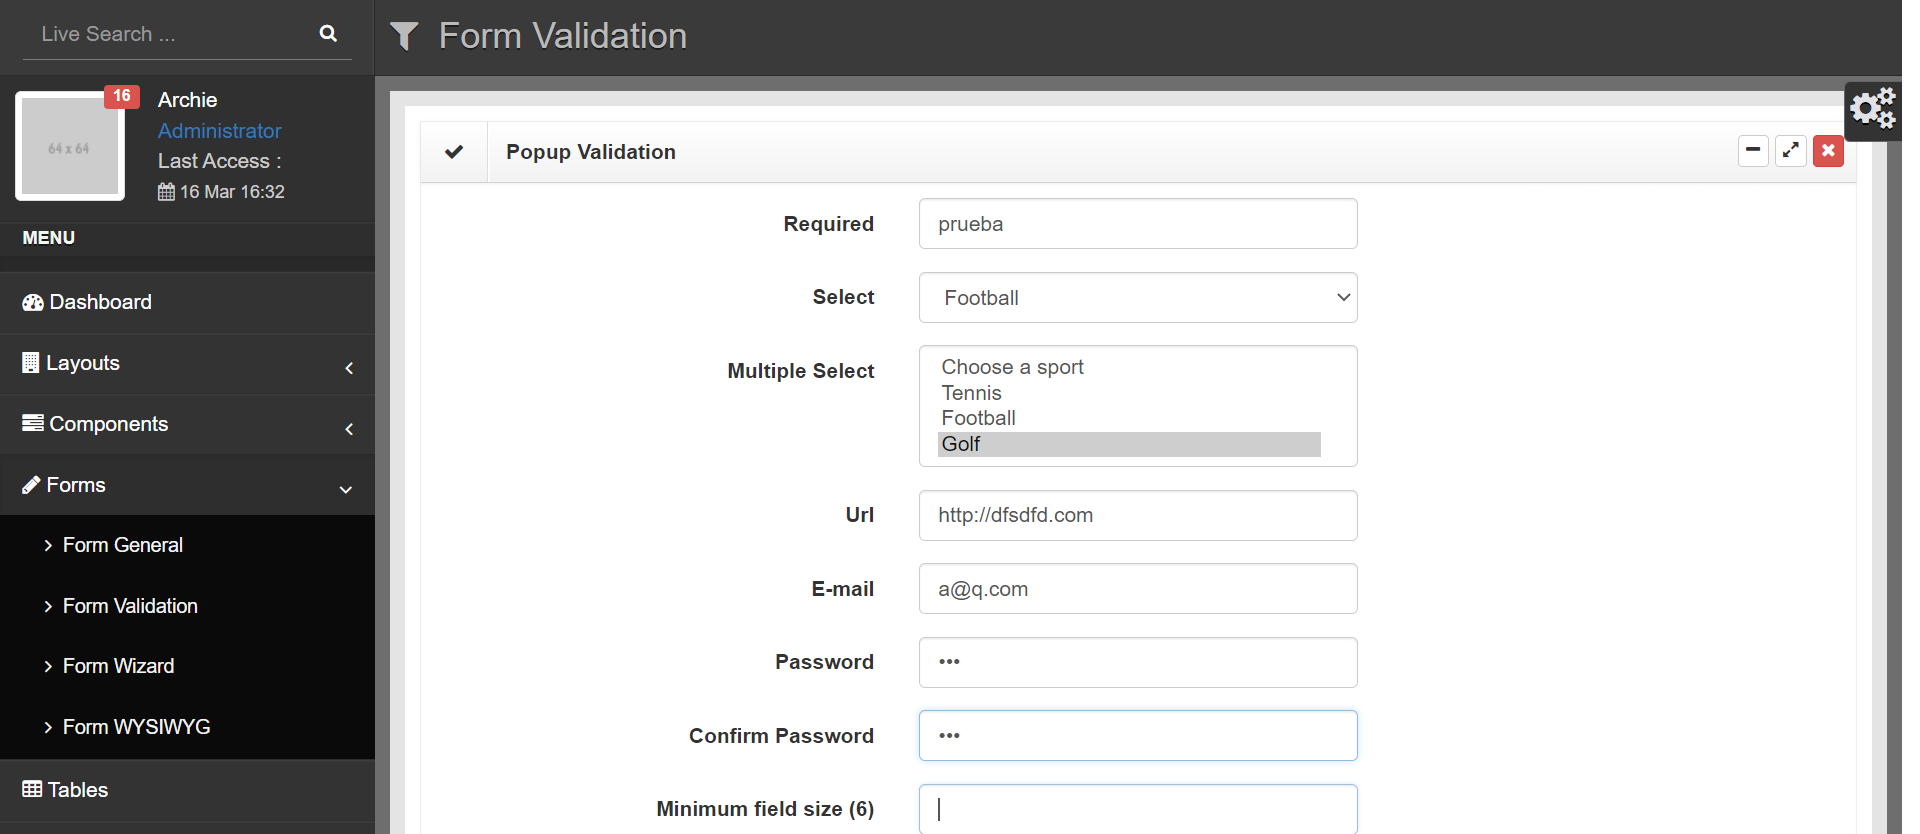 Live Search ...
Form Validation
16
64 x 64
Archie
Administrator
Last Access :
16 Mar 16:32
MENU
Dashboard
Layouts
Components
Forms
Form General
Form Validation
Form Wizard
Form WYSIWYG
Tables
Popup Validation
Required
prueba
Select
Football
Multiple Select
Choose a sport
Tennis
Football
Golf
Url
http://dfsdfd.com
E-mail
a@q.com
Password
•••
Confirm Password
•••
Minimum field size (6)